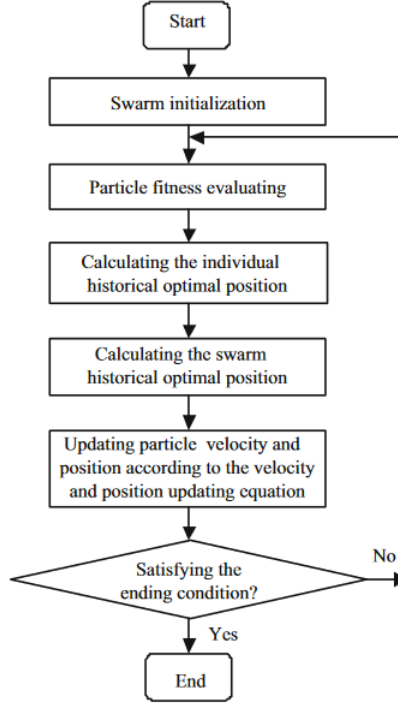 Start
Swarm initialization
Particle fitness evaluating
Calculating the individual
historical optimal position
Calculating the swarm
historical optimal position
Updating particle velocity and
position according to the velocity
and position updating equation
Satisfying the
ending condition?
No
Yes
End